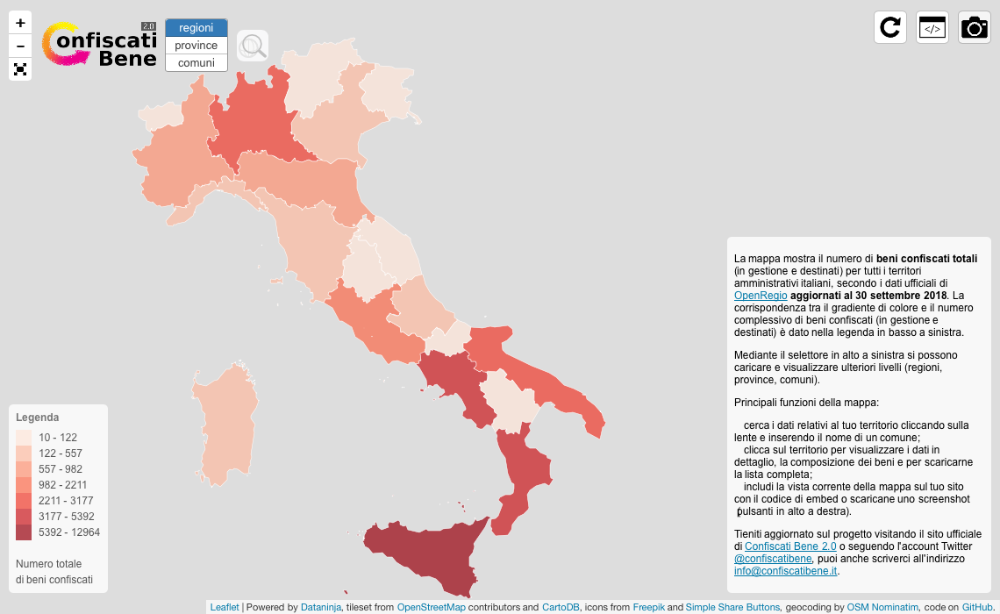 +
−
Confiscati
Bene
2.0
regioni
province
comuni
</>
La mappa mostra il numero di beni confiscati totali
(in gestione e destinati) per tutti i territori
amministrativi italiani, secondo i dati ufficiali di
OpenRegio aggiornati al 30 settembre 2018. La
corrispondenza tra il gradiente di colore e il numero
complessivo di beni confiscati (in gestione e
destinati) è dato nella legenda in basso a sinistra.
Mediante il selettore in alto a sinistra si possono
caricare e visualizzare ulteriori livelli (regioni,
province, comuni).
Principali funzioni della mappa:
cerca i dati relativi al tuo territorio cliccando sulla
lente e inserendo il nome di un comune;
clicca sul territorio per visualizzare i dati in
dettaglio, la composizione dei beni e per scaricarne
la lista completa;
includi la vista corrente della mappa sul tuo sito
con il codice di embed o scaricane uno screenshot
(pulsanti in alto a destra).
Tieniti aggiornato sul progetto visitando il sito ufficiale
di Confiscati Bene 2.0 o seguendo l'account Twitter
@confiscatibene, puoi anche scriverci all'indirizzo
info@confiscatibene.it.
Legenda
10 - 122
122 - 557
557 - 982
982 - 2211
2211 - 3177
3177 - 5392
5392 - 12964
Numero totale
di beni confiscati
Leaflet | Powered by Dataninja, tileset from OpenStreetMap contributors and CartoDB, icons from Freepik and Simple Share Buttons, geocoding by OSM Nominatim, code on GitHub.